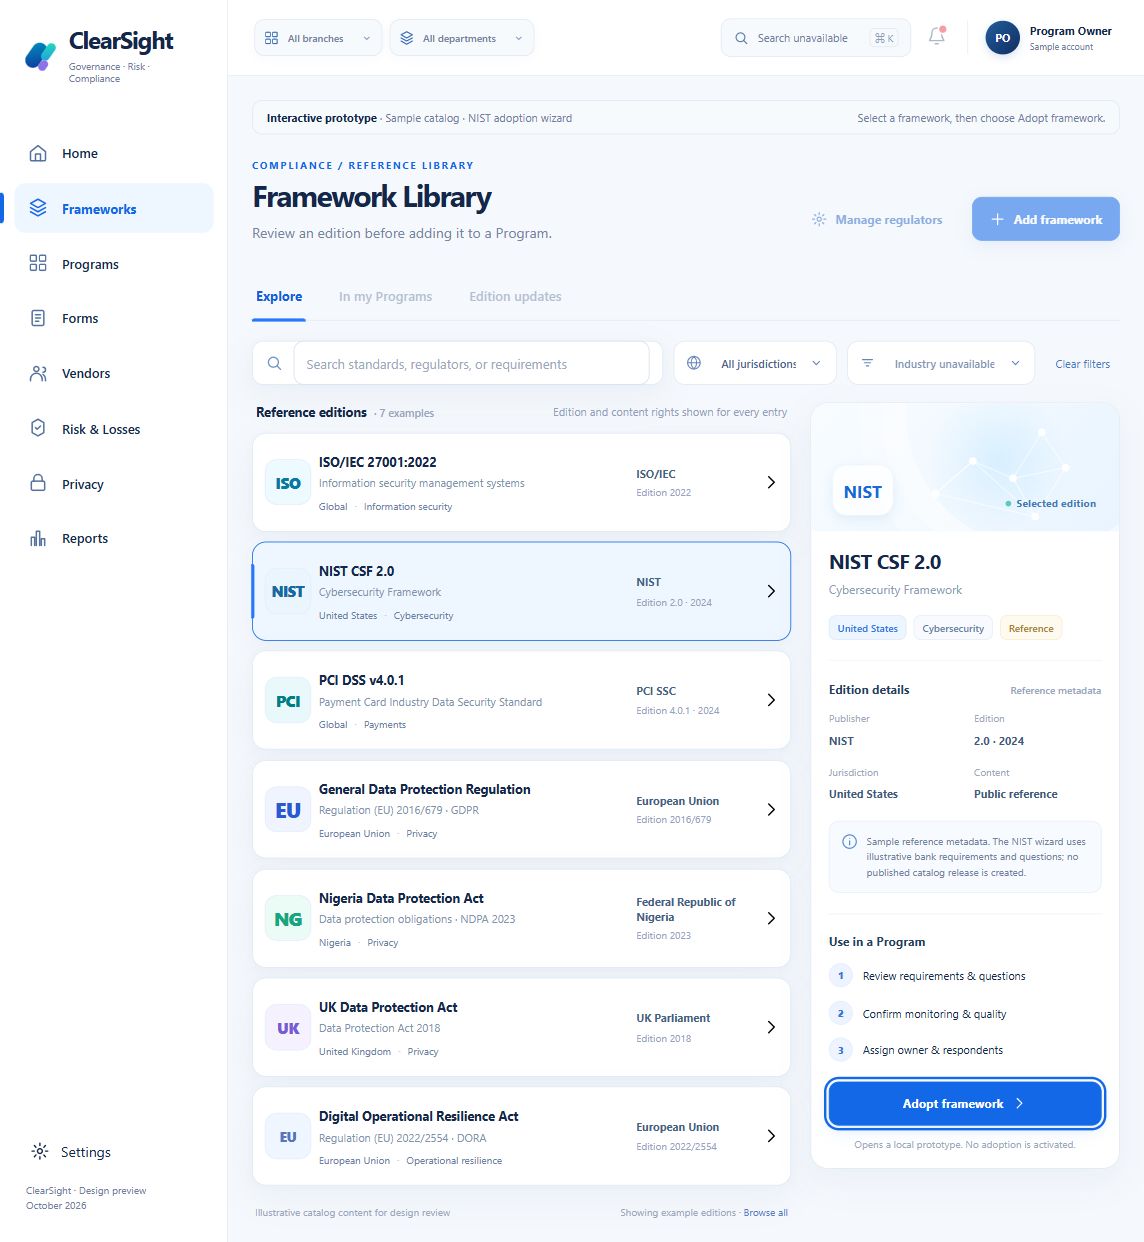 ClearSight
Governance · Risk ·
Compliance
Home
Frameworks
Programs
Forms
Vendors
Risk & Losses
Privacy
Reports
Settings
ClearSight · Design preview
October 2026
All branches
All departments
Search unavailable
⌘ K
PO
Program Owner
Sample account
Interactive prototype · Sample catalog · NIST adoption wizard
Select a framework, then choose Adopt framework.
COMPLIANCE / REFERENCE LIBRARY
Framework Library
Review an edition before adding it to a Program.
Manage regulators
Add framework
Explore
In my Programs
Edition updates
Search standards, regulators, or requirements
All jurisdictions
Industry unavailable
Clear filters
Reference editions · 7 examples
Edition and content rights shown for every entry
ISO
ISO/IEC 27001:2022
Information security management systems
Global · Information security
ISO/IEC
Edition 2022
NIST
NIST CSF 2.0
Cybersecurity Framework
United States · Cybersecurity
NIST
Edition 2.0 · 2024
PCI
PCI DSS v4.0.1
Payment Card Industry Data Security Standard
Global · Payments
PCI SSC
Edition 4.0.1 · 2024
EU
General Data Protection Regulation
Regulation (EU) 2016/679 · GDPR
European Union · Privacy
European Union
Edition 2016/679
NG
Nigeria Data Protection Act
Data protection obligations · NDPA 2023
Nigeria · Privacy
Federal Republic of
Nigeria
Edition 2023
UK
UK Data Protection Act
Data Protection Act 2018
United Kingdom · Privacy
UK Parliament
Edition 2018
EU
Digital Operational Resilience Act
Regulation (EU) 2022/2554 · DORA
European Union · Operational resilience
European Union
Edition 2022/2554
Illustrative catalog content for design review
Showing example editions · Browse all
NIST
Selected edition
NIST CSF 2.0
Cybersecurity Framework
United States
Cybersecurity
Reference
Edition details
Reference metadata
Publisher
NIST
Edition
2.0 · 2024
Jurisdiction
United States
Content
Public reference
Sample reference metadata. The NIST wizard uses
illustrative bank requirements and questions; no
published catalog release is created.
Use in a Program
1 Review requirements & questions
2 Confirm monitoring & quality
3 Assign owner & respondents
Adopt framework
Opens a local prototype. No adoption is activated.